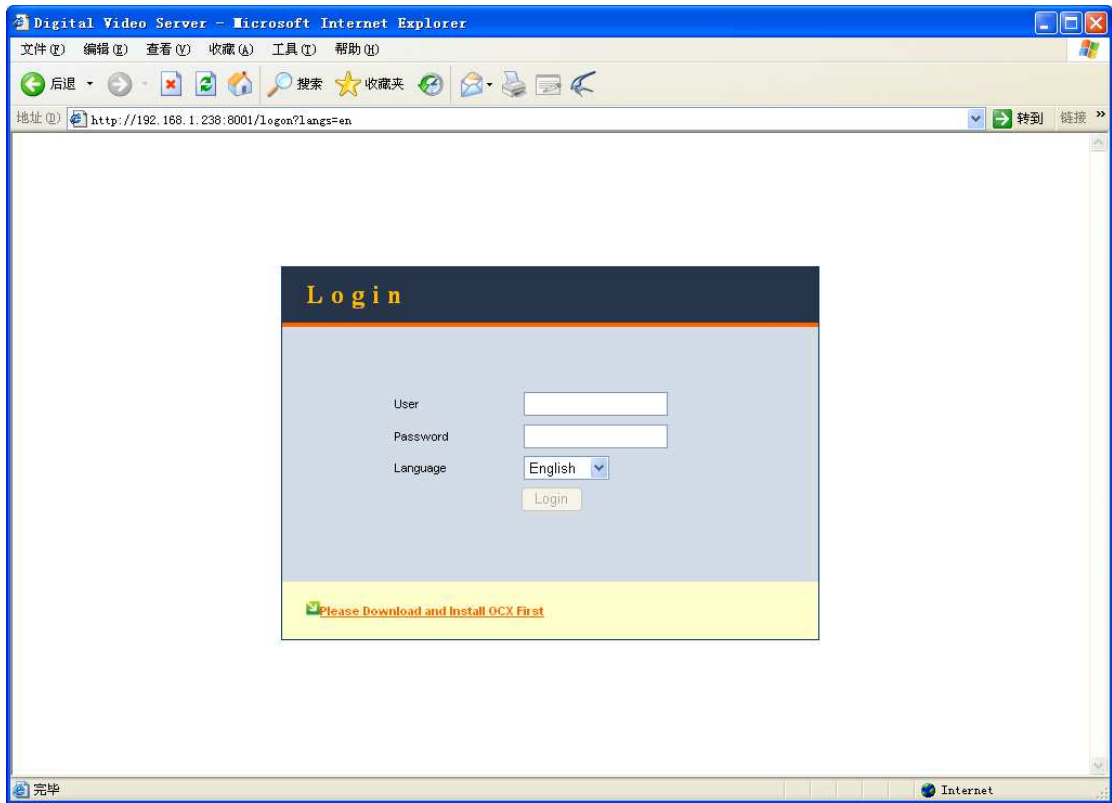 Digital Video Server - Microsoft Internet Explorer
文件(F) 编辑(E) 查看(V) 收藏(A) 工具(T) 帮助(H)
后退 搜索 收藏夹
地址(D) http://192.168.1.238:8001/logon?langs=en 转到 链接 »
Login
User
Password
Language English
Login
Please Download and Install OCX First
完毕 Internet